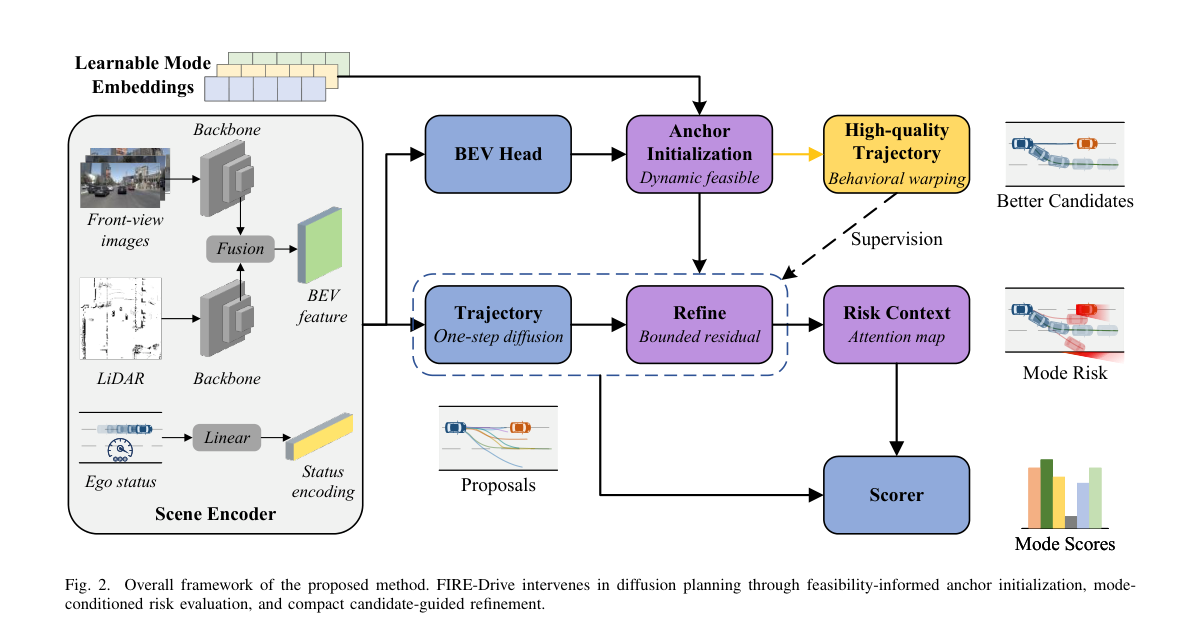 Learnable Mode
Embeddings
Backbone
Front-view
images
Fusion
BEV
feature
LiDAR
Backbone
Ego status
Linear
Status
encoding
Scene Encoder
BEV Head
Anchor
Initialization
Dynamic feasible
High-quality
Trajectory
Behavioral warping
Better Candidates
Supervision
Trajectory
One-step diffusion
Refine
Bounded residual
Risk Context
Attention map
Mode Risk
Proposals
Scorer
Mode Scores
Fig. 2. Overall framework of the proposed method. FIRE-Drive intervenes in diffusion planning through feasibility-informed anchor initialization, mode-
conditioned risk evaluation, and compact candidate-guided refinement.